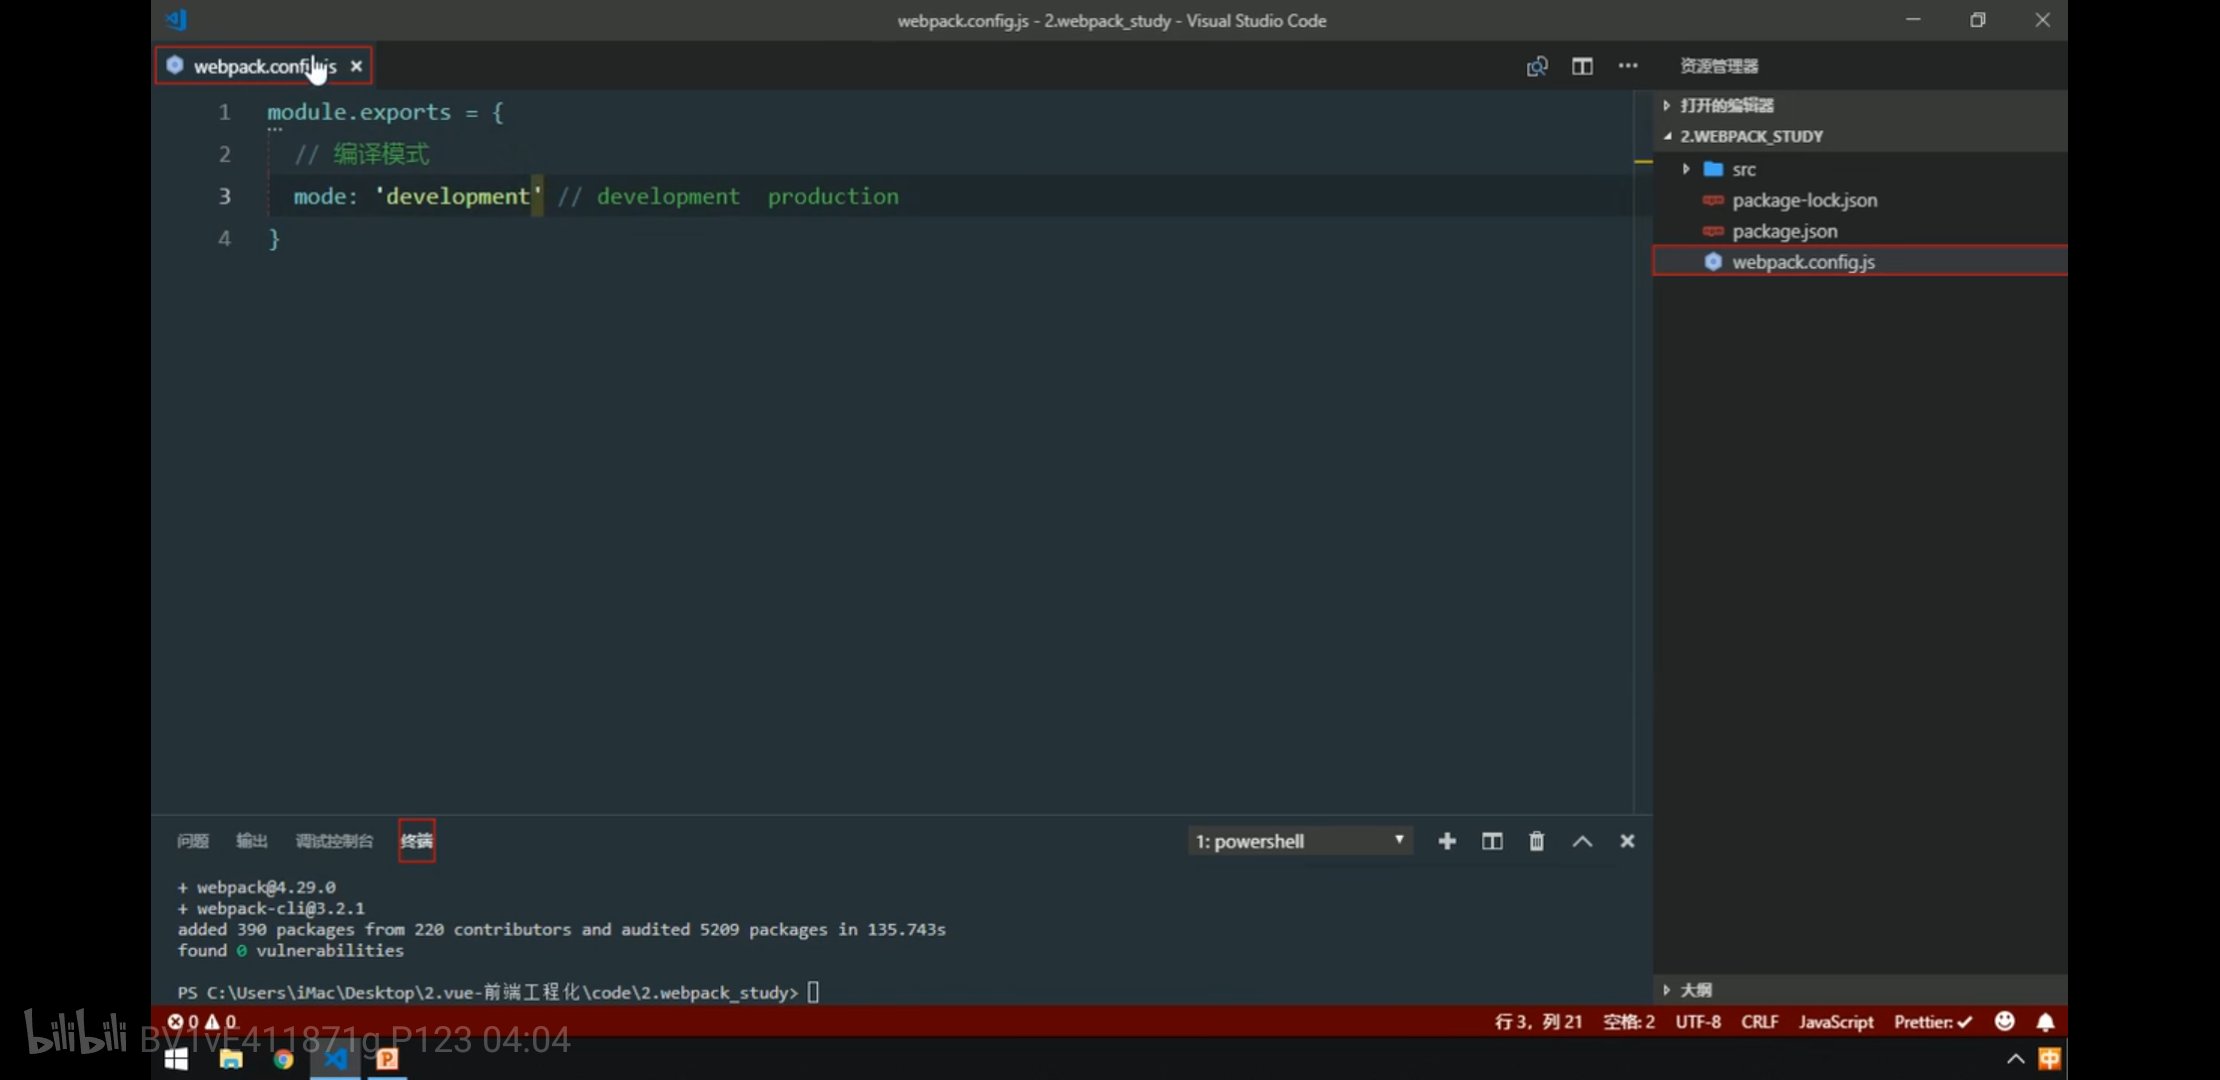 webpack.config.js - 2.webpack_study - Visual Studio Code
webpack.config.js
资源管理器
1 module.exports = {
2 // 编译模式
3 mode: 'development' // development production
4 }
打开的编辑器
2.WEBPACK_STUDY
src
package-lock.json
package.json
webpack.config.js
大纲
问题 输出 调试控制台 终端
1: powershell
+ webpack@4.29.0
+ webpack-cli@3.2.1
added 390 packages from 220 contributors and audited 5209 packages in 135.743s
found 0 vulnerabilities
PS C:\Users\iMac\Desktop\2.vue-前端工程化\code\2.webpack_study>
0 0
行 3，列 21 空格: 2 UTF-8 CRLF JavaScript Prettier: ✓
bilibili BV1vE411871g P123 04:04
中